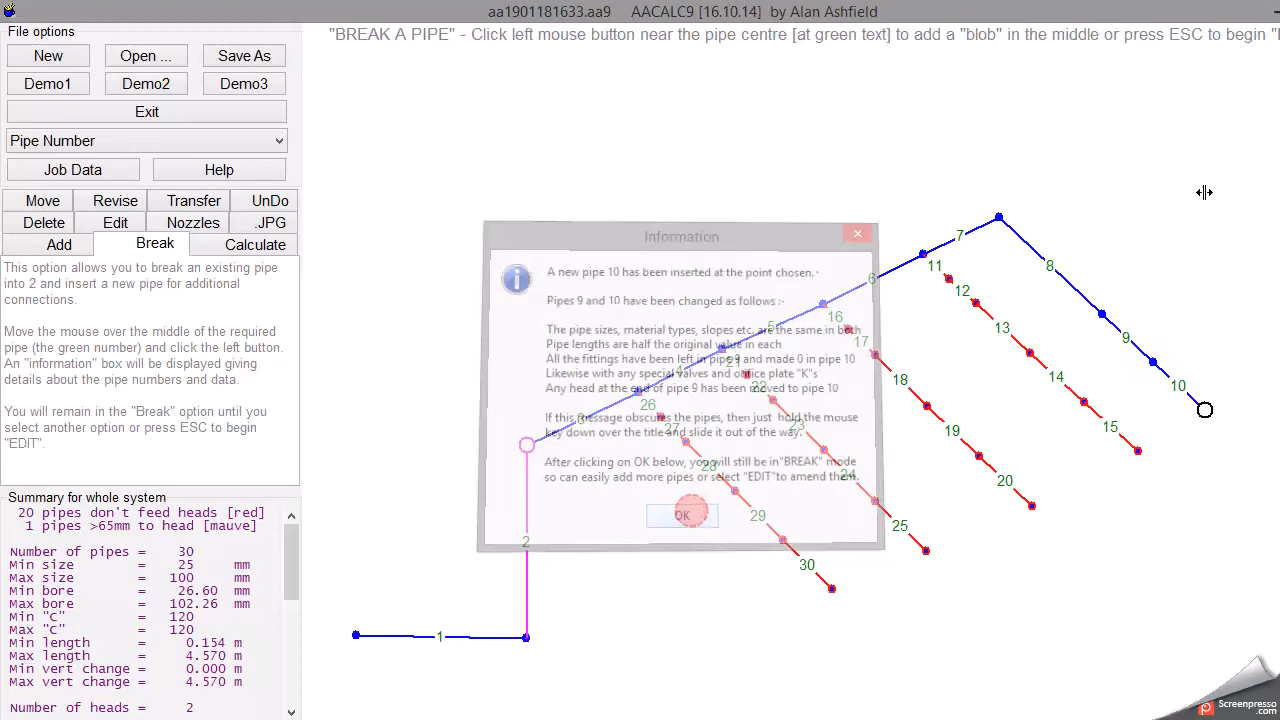 aa1901181633.aa9 AACALC9 [16.10.14] by Alan Ashfield
File options
"BREAK A PIPE" - Click left mouse button near the pipe centre [at green text] to add a "blob" in the middle or press ESC to begin
New Open ... Save As
Demo1 Demo2 Demo3
Exit
Pipe Number
Job Data Help
Move Revise Transfer UnDo
Delete Edit Nozzles .JPG
Add Break Calculate
This option allows you to break an existing pipe
into 2 and insert a new pipe for additional
connections.
Move the mouse over the middle of the required
pipe (the green number) and click the left button.
An "information" box will be displayed giving
details about the pipe numbers and data.
You will remain in the "Break" option until you
select another option or press ESC to begin
"EDIT".
Summary for whole system
20 pipes don't feed heads [red]
1 pipes >65mm to head [mauve]
Number of pipes = 30
Min size = 25 mm
Max size = 100 mm
Min bore = 26.60 mm
Max bore = 102.26 mm
Min "C" = 120
Max "C" = 120
Min length = 0.154 m
Max length = 4.570 m
Min vert change = 0.000 m
Max vert change = 4.570 m
Number of heads = 2
Information
A new pipe 10 has been inserted at the point chosen.
Pipes 9 and 10 have been changed as follows :-
The pipe sizes, material types, slopes etc. are the same in both
Pipe lengths are half the original value in each
All the fittings have been left in pipe 9 and made 0 in pipe 10
Likewise with any special valves and orifice plate "K"s
Any head at the end of pipe 9 has been moved to pipe 10
If this message obscures the pipes, then just hold the mouse
key down over the title and slide it out of the way.
After clicking on OK below, you will still be in"BREAK" mode
so can easily add more pipes or select "EDIT"to amend them.
OK
1
2
3
4
5
6
7
8
9
10
11
12
13
14
15
16
17
18
19
20
21
22
23
24
25
26
27
28
29
30
Screenpresso
.com